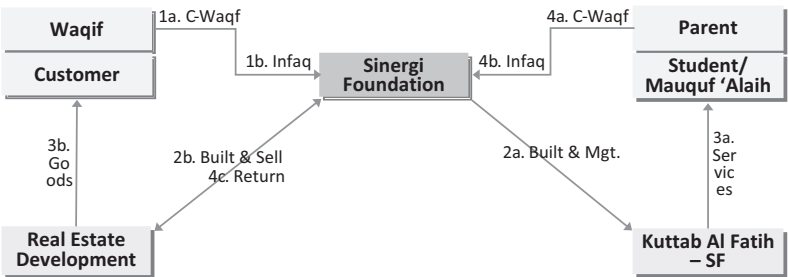 Waqif
Customer
1a. C-Waqf
1b. Infaq
Sinergi
Foundation
4a. C-Waqf
4b. Infaq
Parent
Student/
Mauquf ‘Alaih
3b.
Go
ods
2b. Built & Sell
4c. Return
2a. Built & Mgt.
3a.
Ser
vic
es
Real Estate
Development
Kuttab Al Fatih
– SF